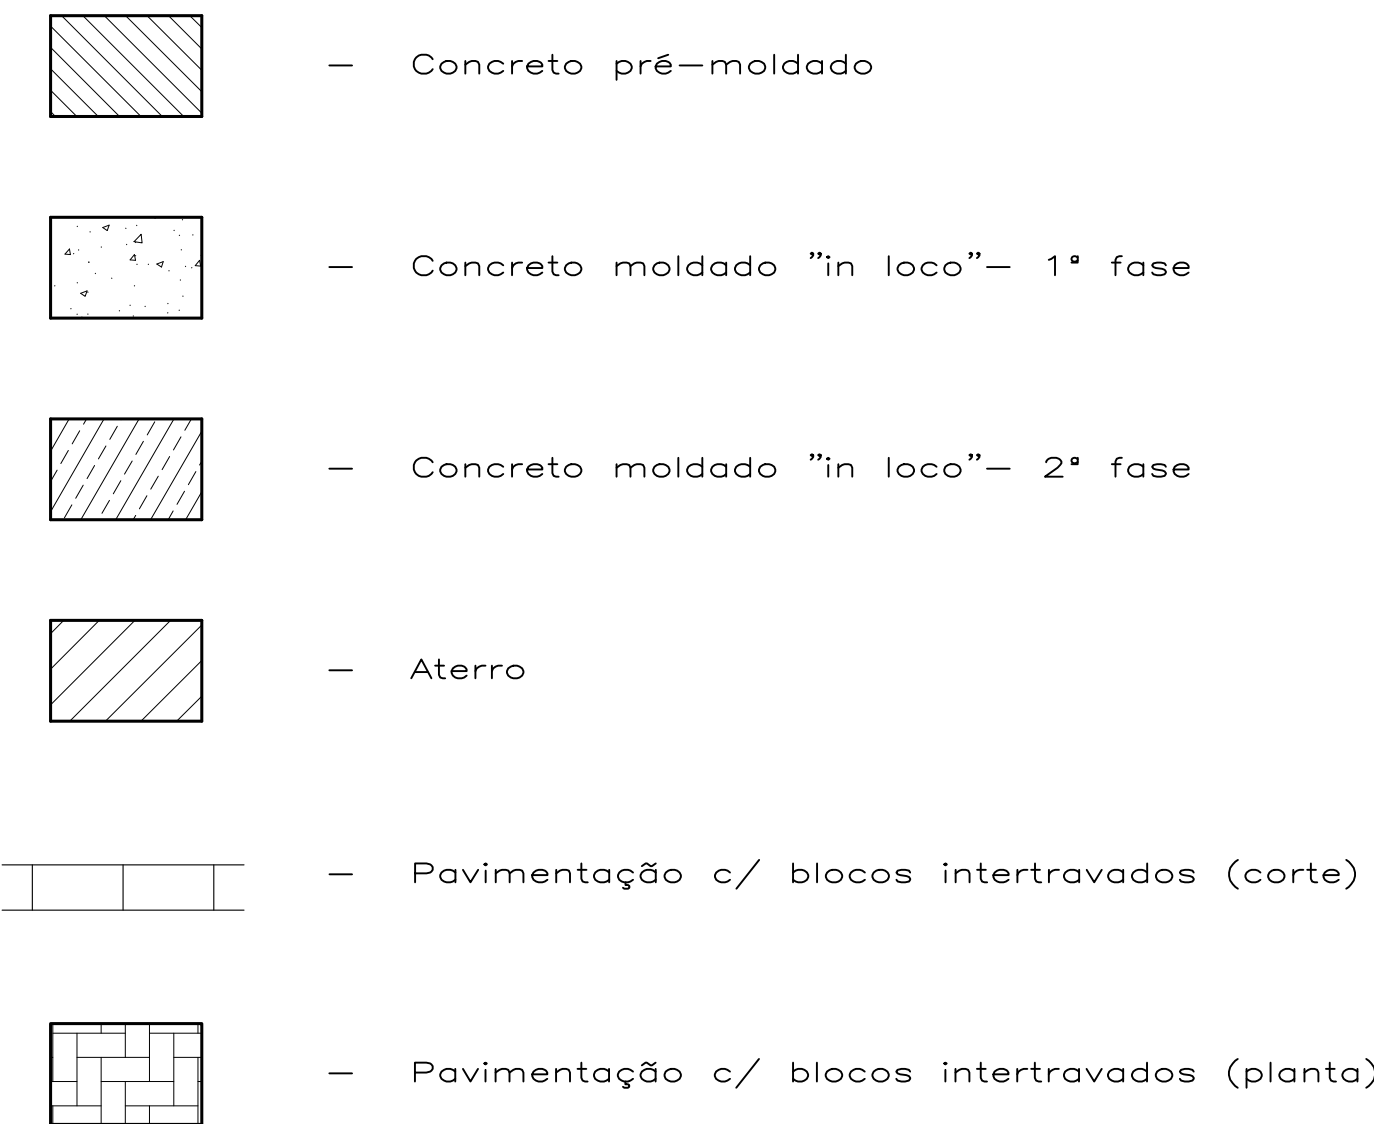 — Concreto pré—moldado
— Concreto moldado ”in loco”— 1ª fase
— Concreto moldado ”in loco”— 2ª fase
— Aterro
— Pavimentação c/ blocos intertravados (corte)
— Pavimentação c/ blocos intertravados (planta)